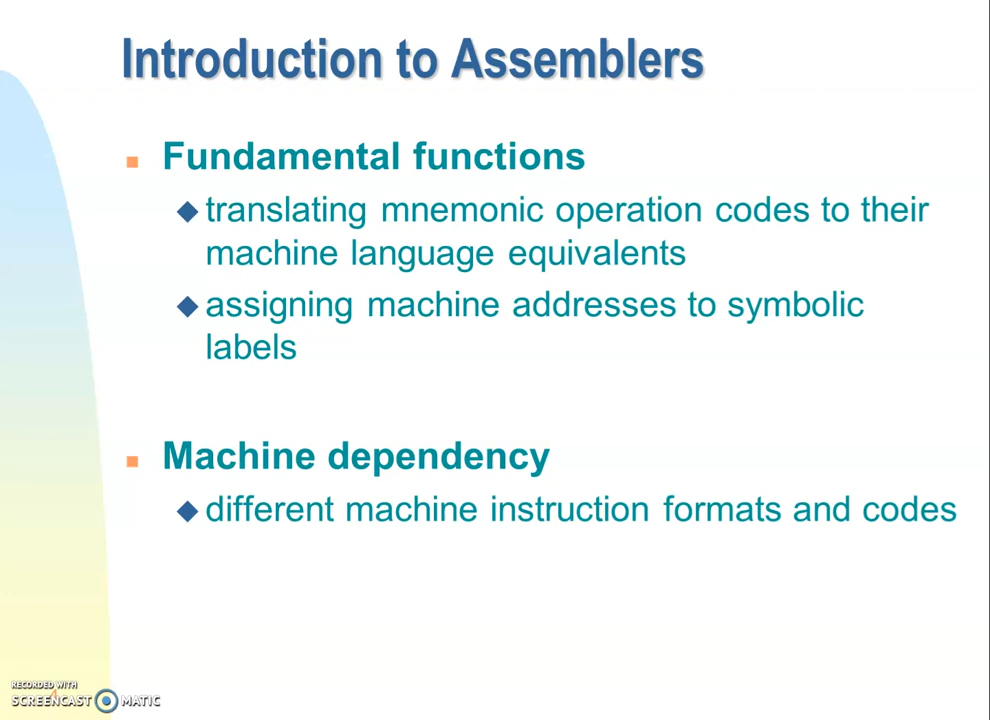 Introduction to Assemblers
Fundamental functions
translating mnemonic operation codes to their
machine language equivalents
assigning machine addresses to symbolic
labels
Machine dependency
different machine instruction formats and codes
RECORDED WITH
4
SCREENCAST MATIC